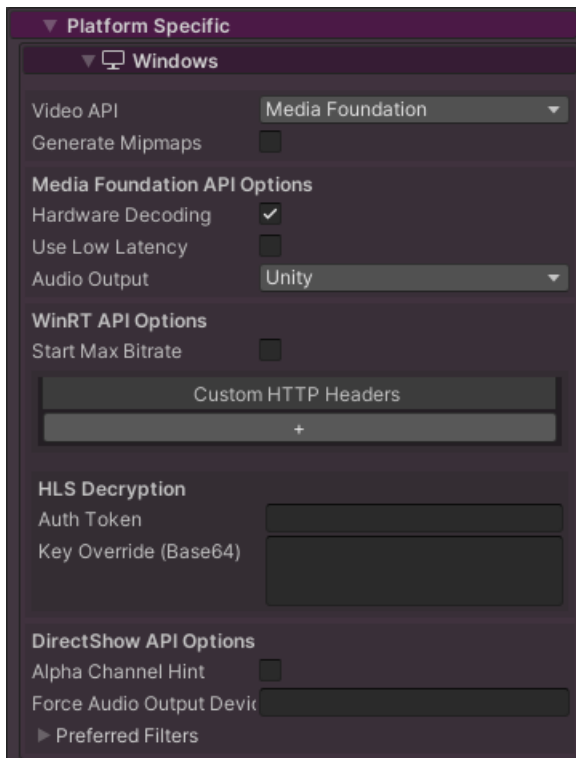 Platform Specific
Windows
Video API Media Foundation
Generate Mipmaps
Media Foundation API Options
Hardware Decoding
Use Low Latency
Audio Output Unity
WinRT API Options
Start Max Bitrate
Custom HTTP Headers
+
HLS Decryption
Auth Token
Key Override (Base64)
DirectShow API Options
Alpha Channel Hint
Force Audio Output Devic
Preferred Filters